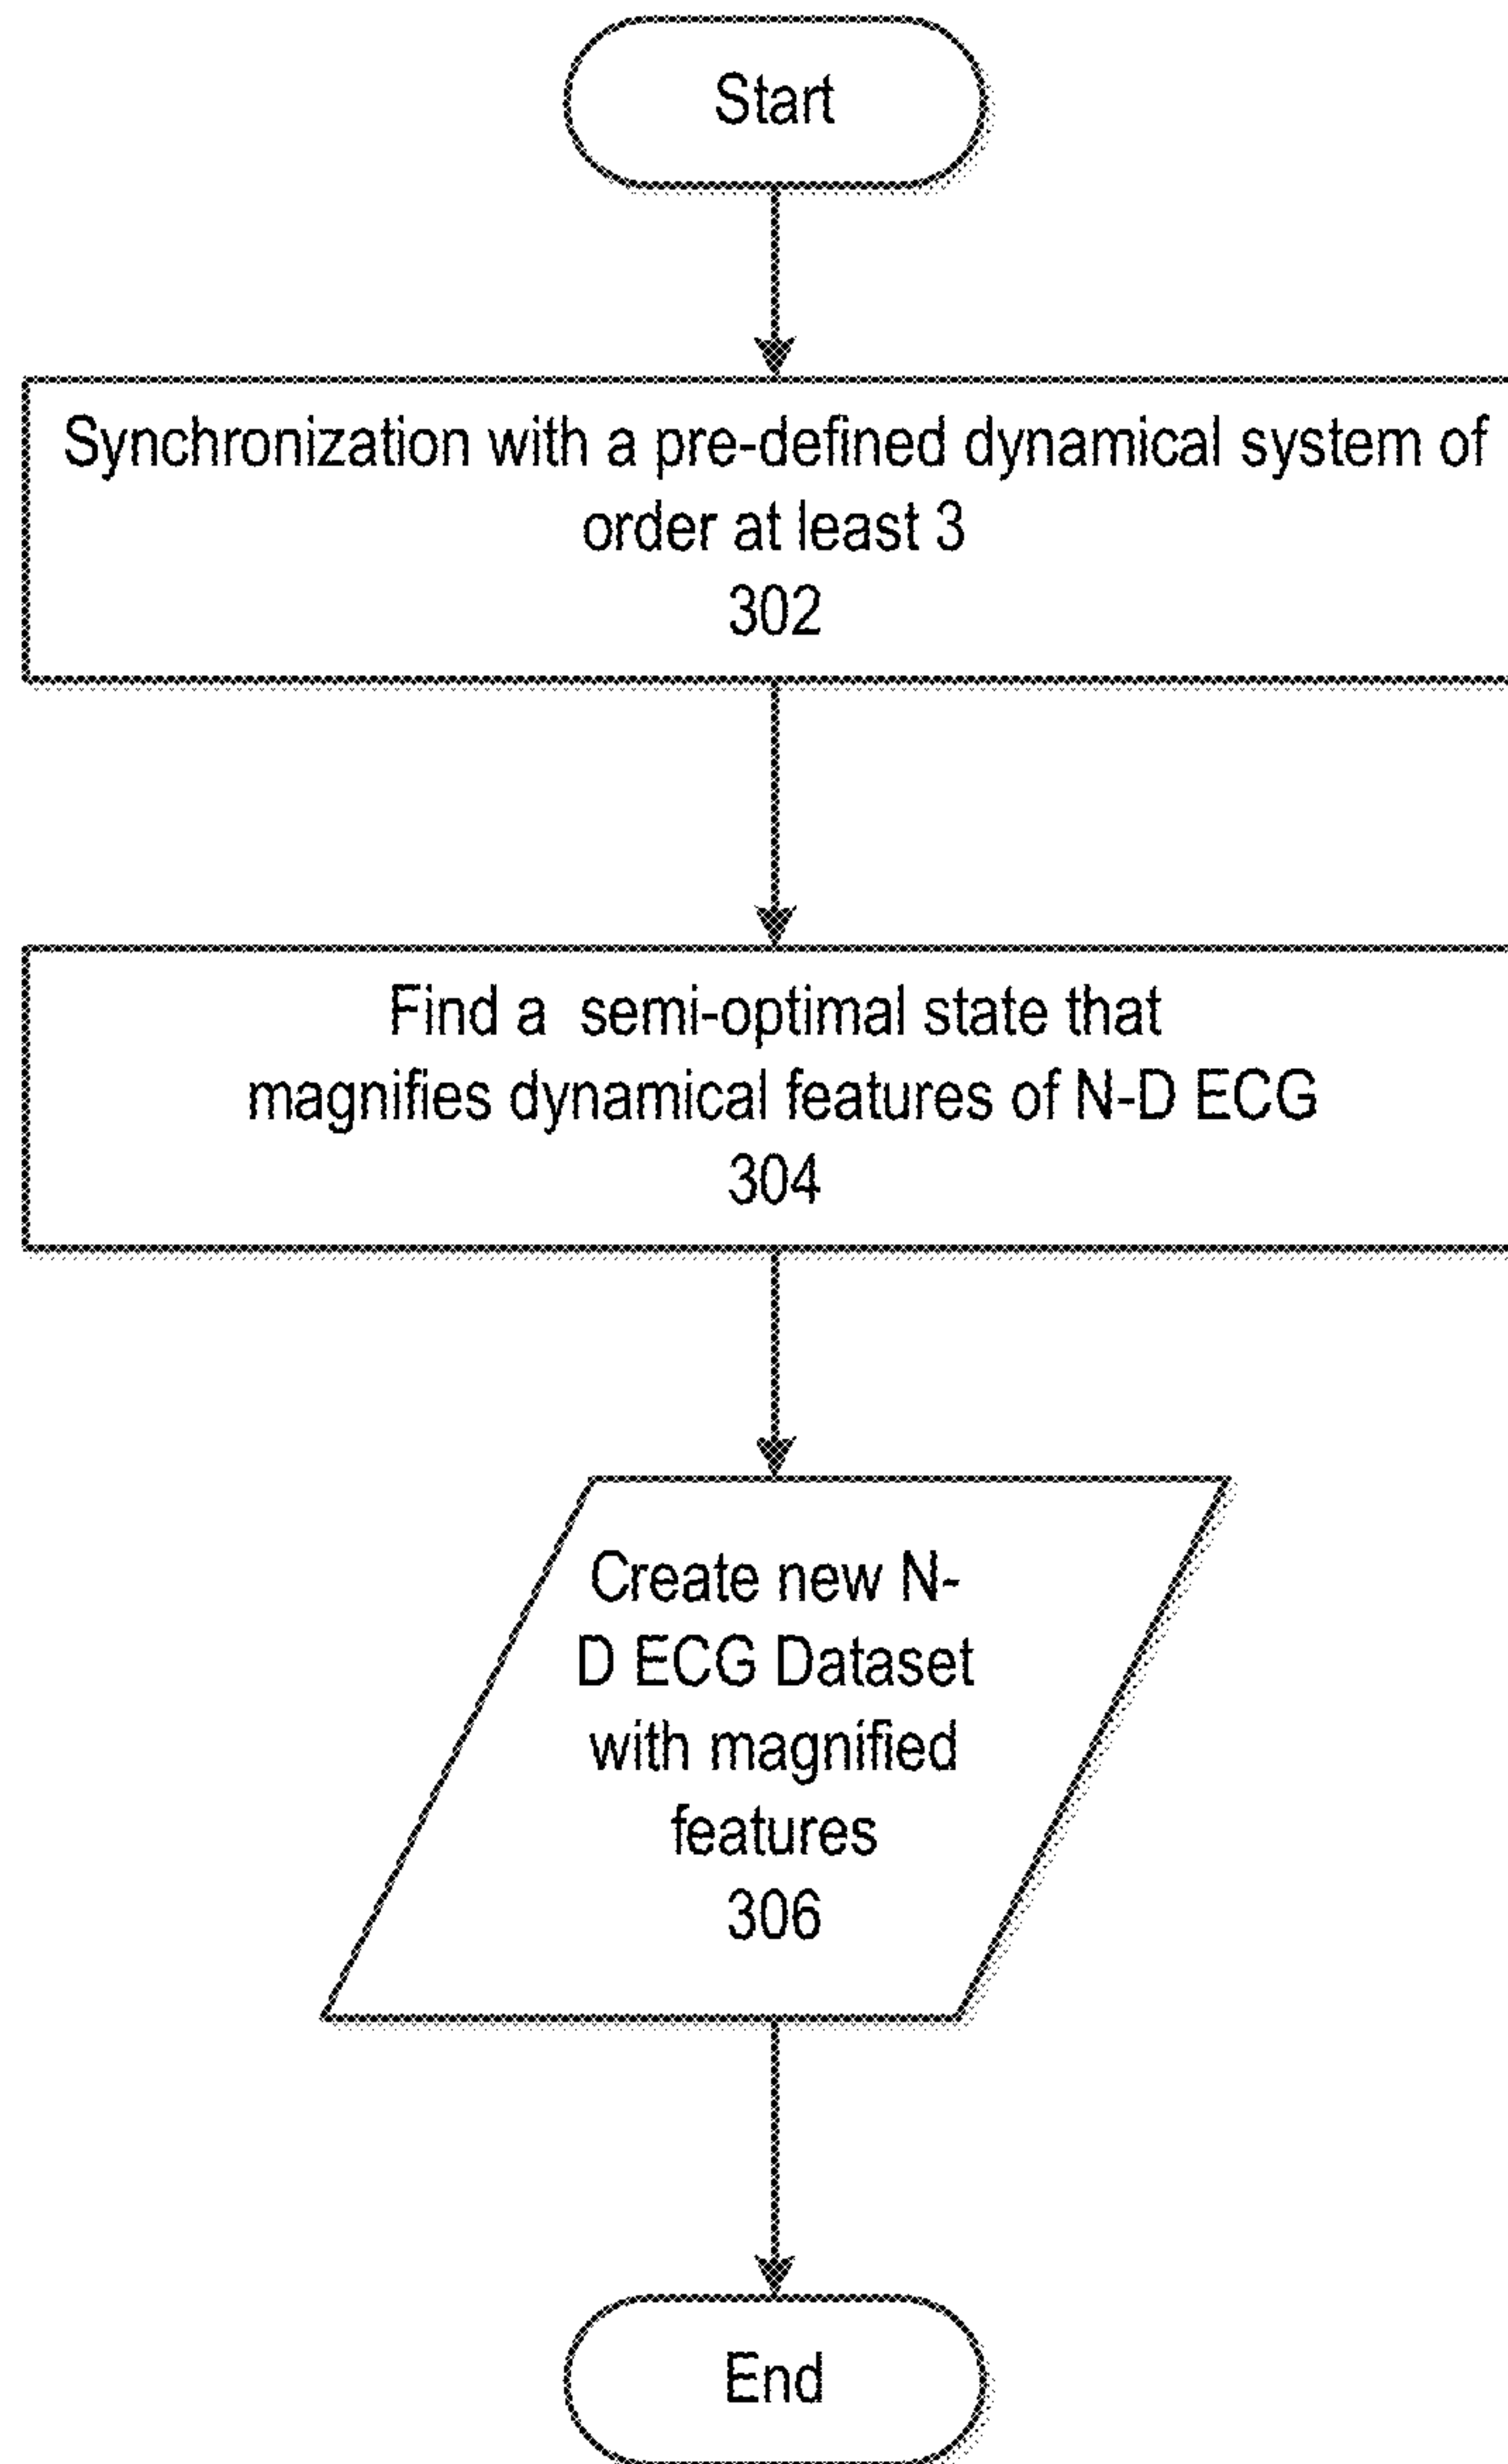 Start
Synchronization with a pre-defined dynamical system of
order at least 3
302
Find a semi-optimal state that
magnifies dynamical features of N-D ECG
304
Create new N-
D ECG Dataset
with magnified
features
306
End